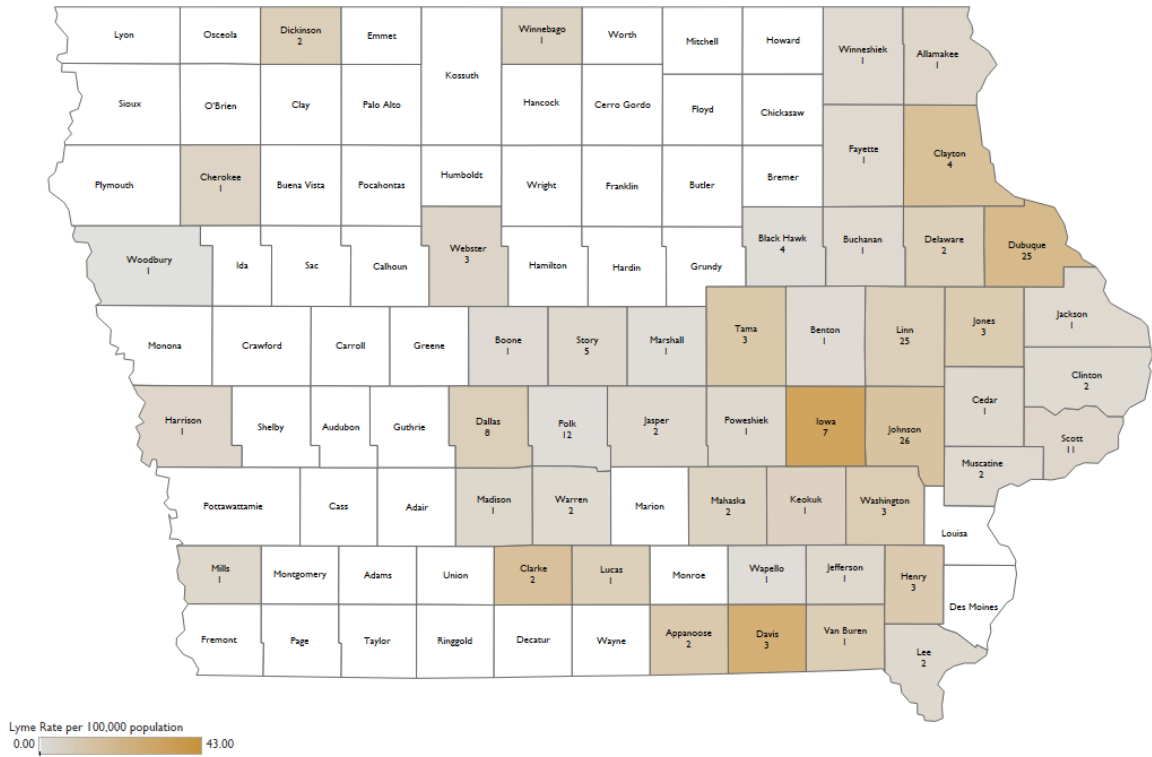 Lyon
Osceola
Dickinson
2
Emmet
Kossuth
Winnebago
1
Worth
Mitchell
Howard
Winneshiek
1
Allamakee
1
Sioux
O'Brien
Clay
Palo Alto
Hancock
Cerro Gordo
Floyd
Chickasaw
Fayette
1
Clayton
4
Plymouth
Cherokee
1
Buena Vista
Pocahontas
Humboldt
Wright
Franklin
Butler
Bremer
Woodbury
1
Ida
Sac
Calhoun
Webster
3
Hamilton
Hardin
Grundy
Black Hawk
4
Buchanan
1
Delaware
2
Dubuque
25
Monona
Crawford
Carroll
Greene
Boone
1
Story
5
Marshall
1
Tama
3
Benton
1
Linn
25
Jones
3
Jackson
1
Clinton
2
Harrison
1
Shelby
Audubon
Guthrie
Dallas
8
Polk
12
Jasper
2
Poweshiek
1
Iowa
7
Johnson
26
Cedar
1
Scott
11
Muscatine
2
Pottawattamie
Cass
Adair
Madison
1
Warren
2
Marion
Mahaska
2
Keokuk
1
Washington
3
Louisa
Mills
1
Montgomery
Adams
Union
Clarke
2
Lucas
1
Monroe
Wapello
1
Jefferson
1
Henry
3
Des Moines
Fremont
Page
Taylor
Ringgold
Decatur
Wayne
Appanoose
2
Davis
3
Van Buren
1
Lee
2
Lyme Rate per 100,000 population
0.00 43.00